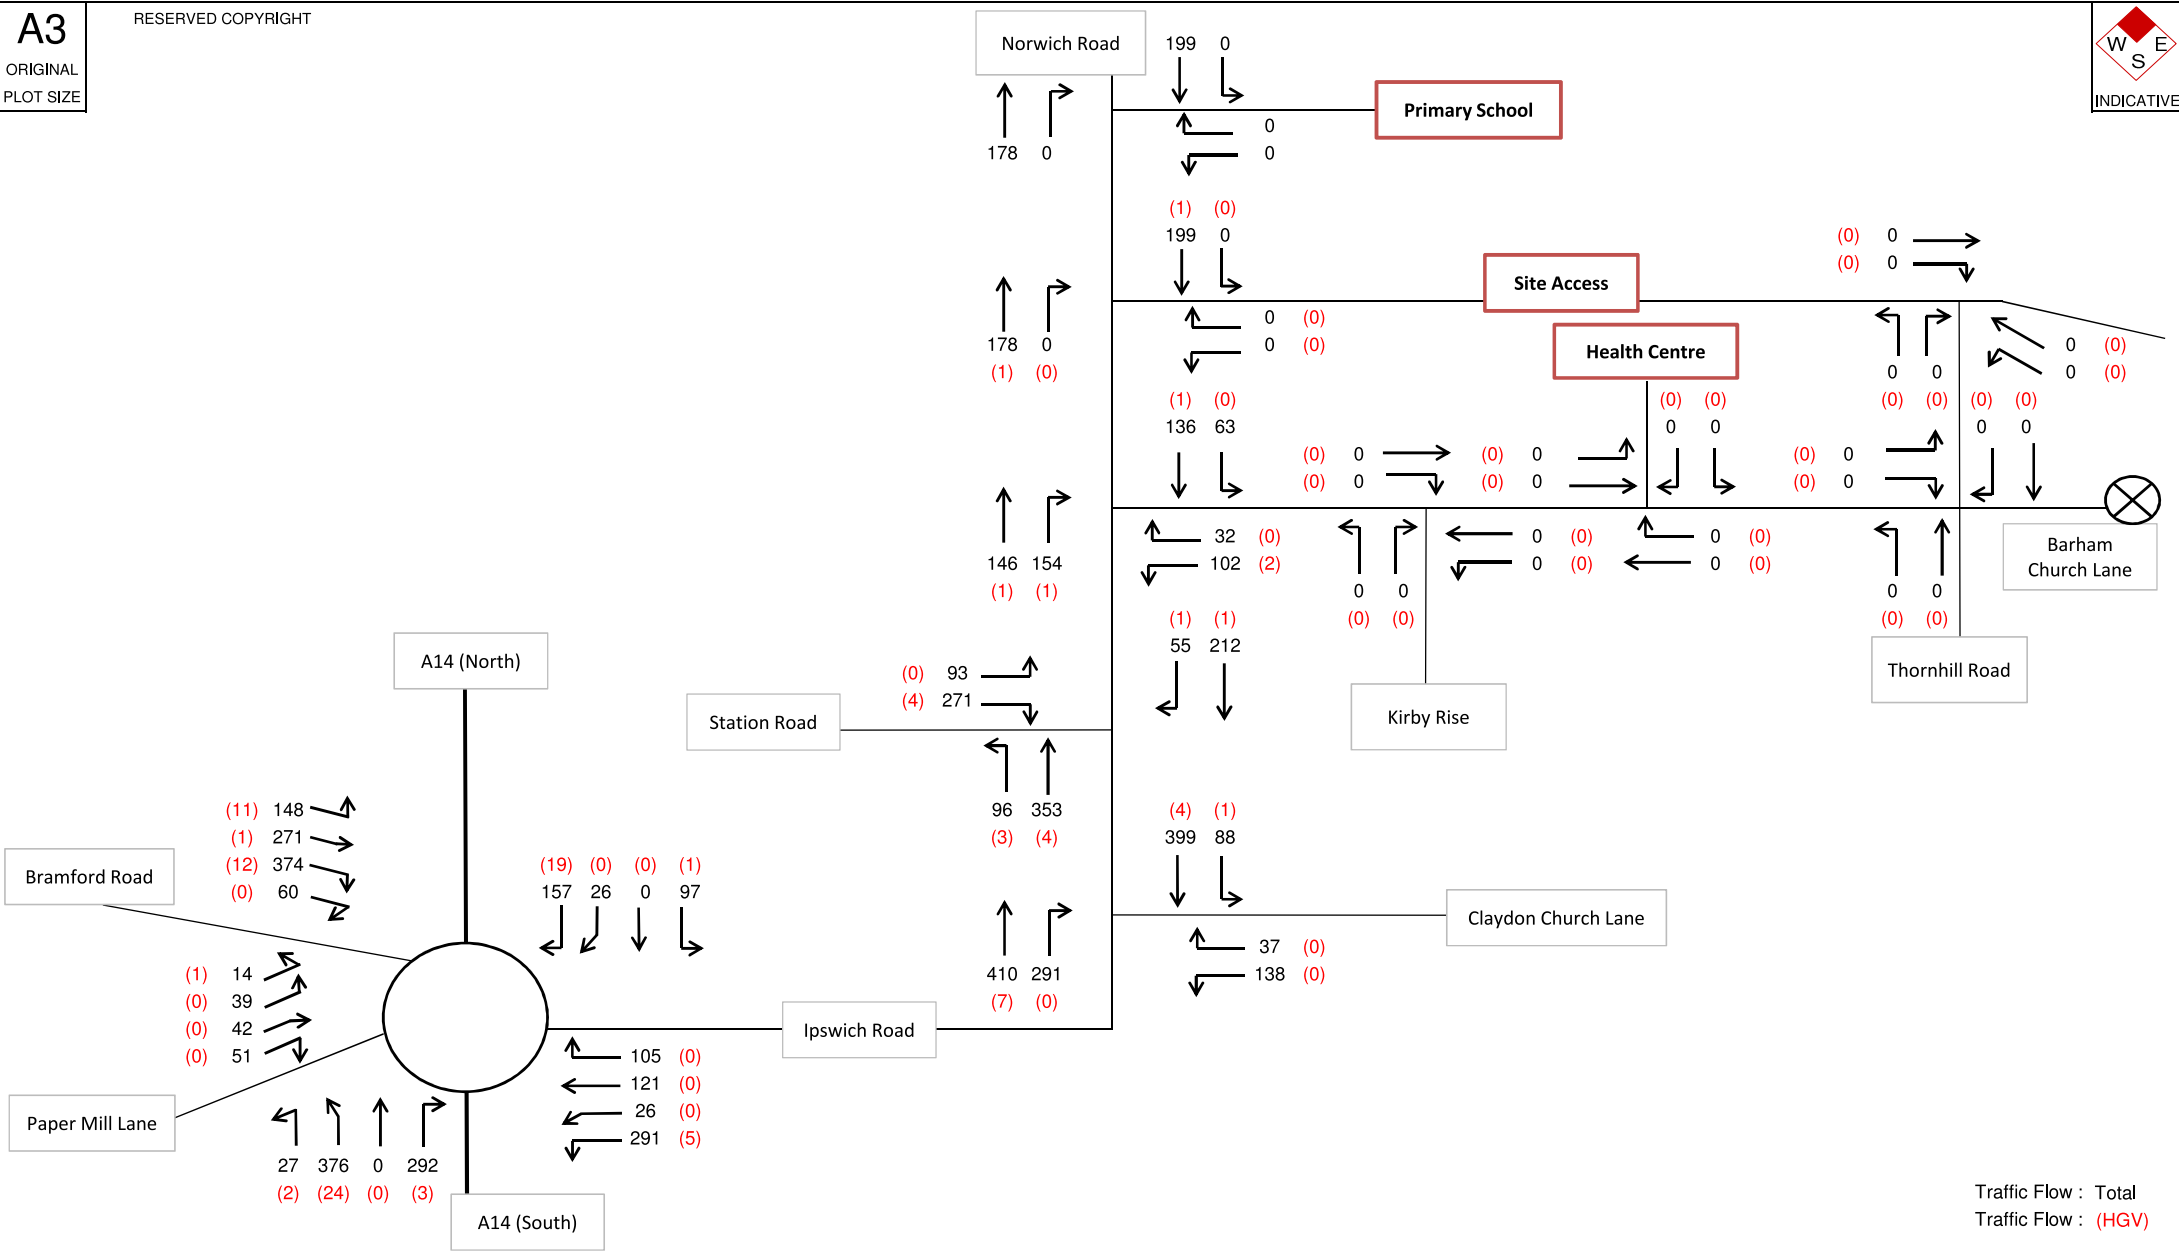 A3
ORIGINAL
PLOT SIZE
RESERVED COPYRIGHT
W E
S
INDICATIVE
Norwich Road
199 0
178 0
Primary School
0
0
(1) (0)
199 0
178 0
(1) (0)
Site Access
0 (0)
0 (0)
(0) 0
(0) 0
0 (0)
0 (0)
0 0
(0) (0)
Health Centre
(1) (0)
136 63
(0) 0
(0) 0
(0) 0
(0) 0
(0) (0)
0 0
(0) 0
(0) 0
(0) (0)
0 0
146 154
(1) (1)
32 (0)
102 (2)
0 0
(0) (0)
0 (0)
0 (0)
0 (0)
0 (0)
0 0
(0) (0)
Barham
Church Lane
Thornhill Road
Kirby Rise
(1) (1)
55 212
(0) 93
(4) 271
Station Road
96 353
(3) (4)
A14 (North)
(11) 148
(1) 271
(12) 374
(0) 60
Bramford Road
(19) (0) (0) (1)
157 26 0 97
(4) (1)
399 88
410 291
(7) (0)
Claydon Church Lane
37 (0)
138 (0)
(1) 14
(0) 39
(0) 42
(0) 51
Ipswich Road
105 (0)
121 (0)
26 (0)
291 (5)
Paper Mill Lane
27 376 0 292
(2) (24) (0) (3)
A14 (South)
Traffic Flow : Total
Traffic Flow : (HGV)